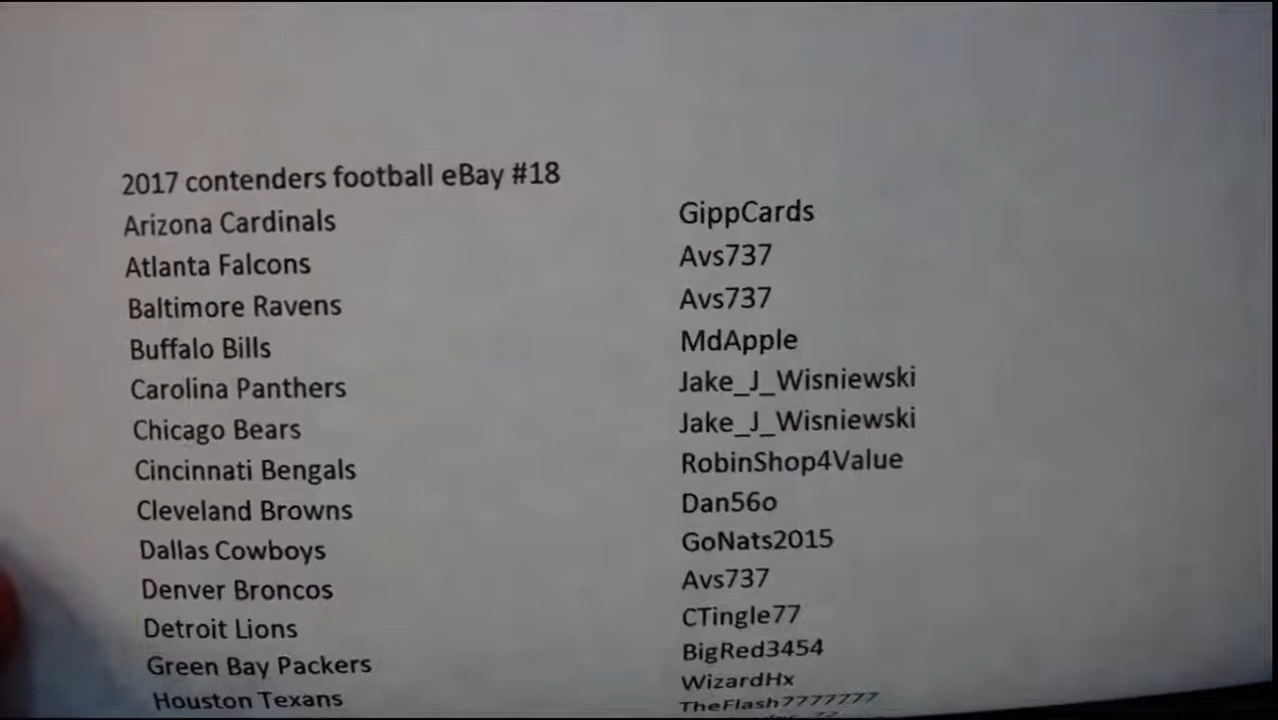 2017 contenders football eBay #18
Arizona Cardinals GippCards
Atlanta Falcons Avs737
Baltimore Ravens Avs737
Buffalo Bills MdApple
Carolina Panthers Jake_J_Wisniewski
Chicago Bears Jake_J_Wisniewski
Cincinnati Bengals RobinShop4Value
Cleveland Browns Dan56o
Dallas Cowboys GoNats2015
Denver Broncos Avs737
Detroit Lions CTingle77
Green Bay Packers BigRed3454
Houston Texans WizardHx
TheFlash7777777